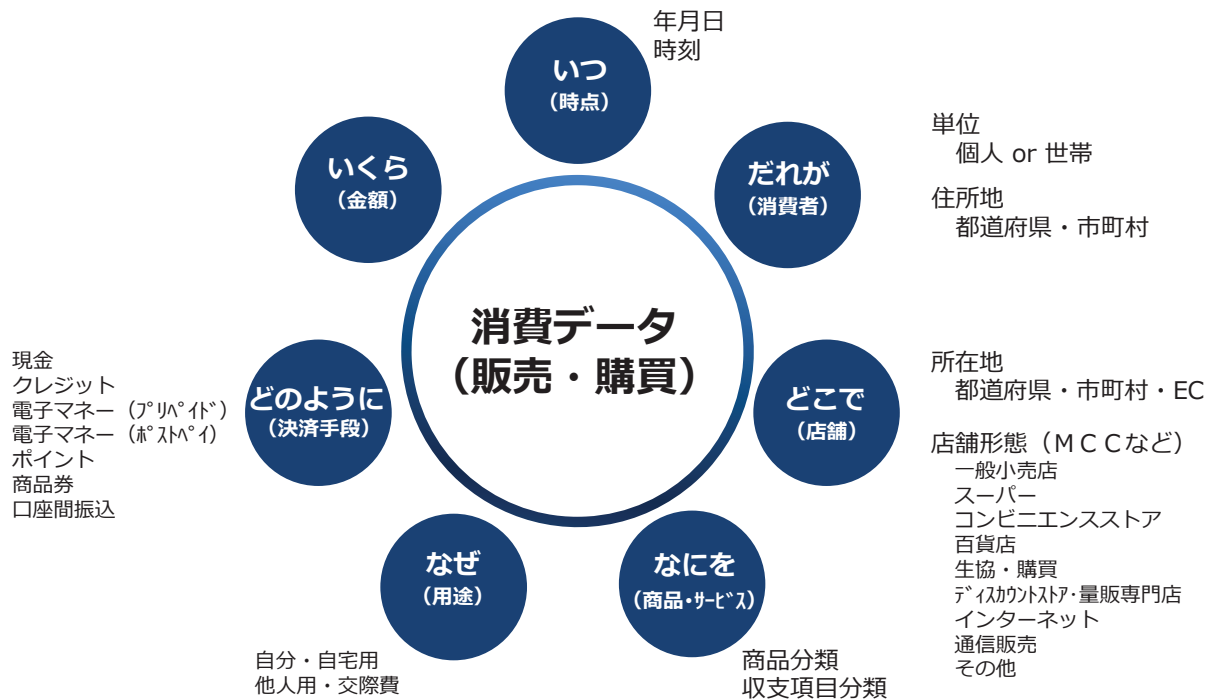 年月日
時刻
いつ
(時点)
単位
個人 or 世帯
住所地
都道府県・市町村
だれが
(消費者)
いくら
(金額)
消費データ
(販売・購買)
所在地
都道府県・市町村・EC
店舗形態（ＭＣＣなど）
一般小売店
スーパー
コンビニエンスストア
百貨店
生協・購買
ﾃﾞｨｽｶｳﾝﾄｽﾄｱ・量販専門店
インターネット
通信販売
その他
どこで
(店舗)
現金
クレジット
電子マネー（ﾌﾟﾘﾍﾟｲﾄﾞ）
電子マネー（ﾎﾟｽﾄﾍﾟｲ）
ポイント
商品券
口座間振込
どのように
(決済手段)
なぜ
(用途)
自分・自宅用
他人用・交際費
なにを
(商品・ｻｰﾋﾞｽ)
商品分類
収支項目分類